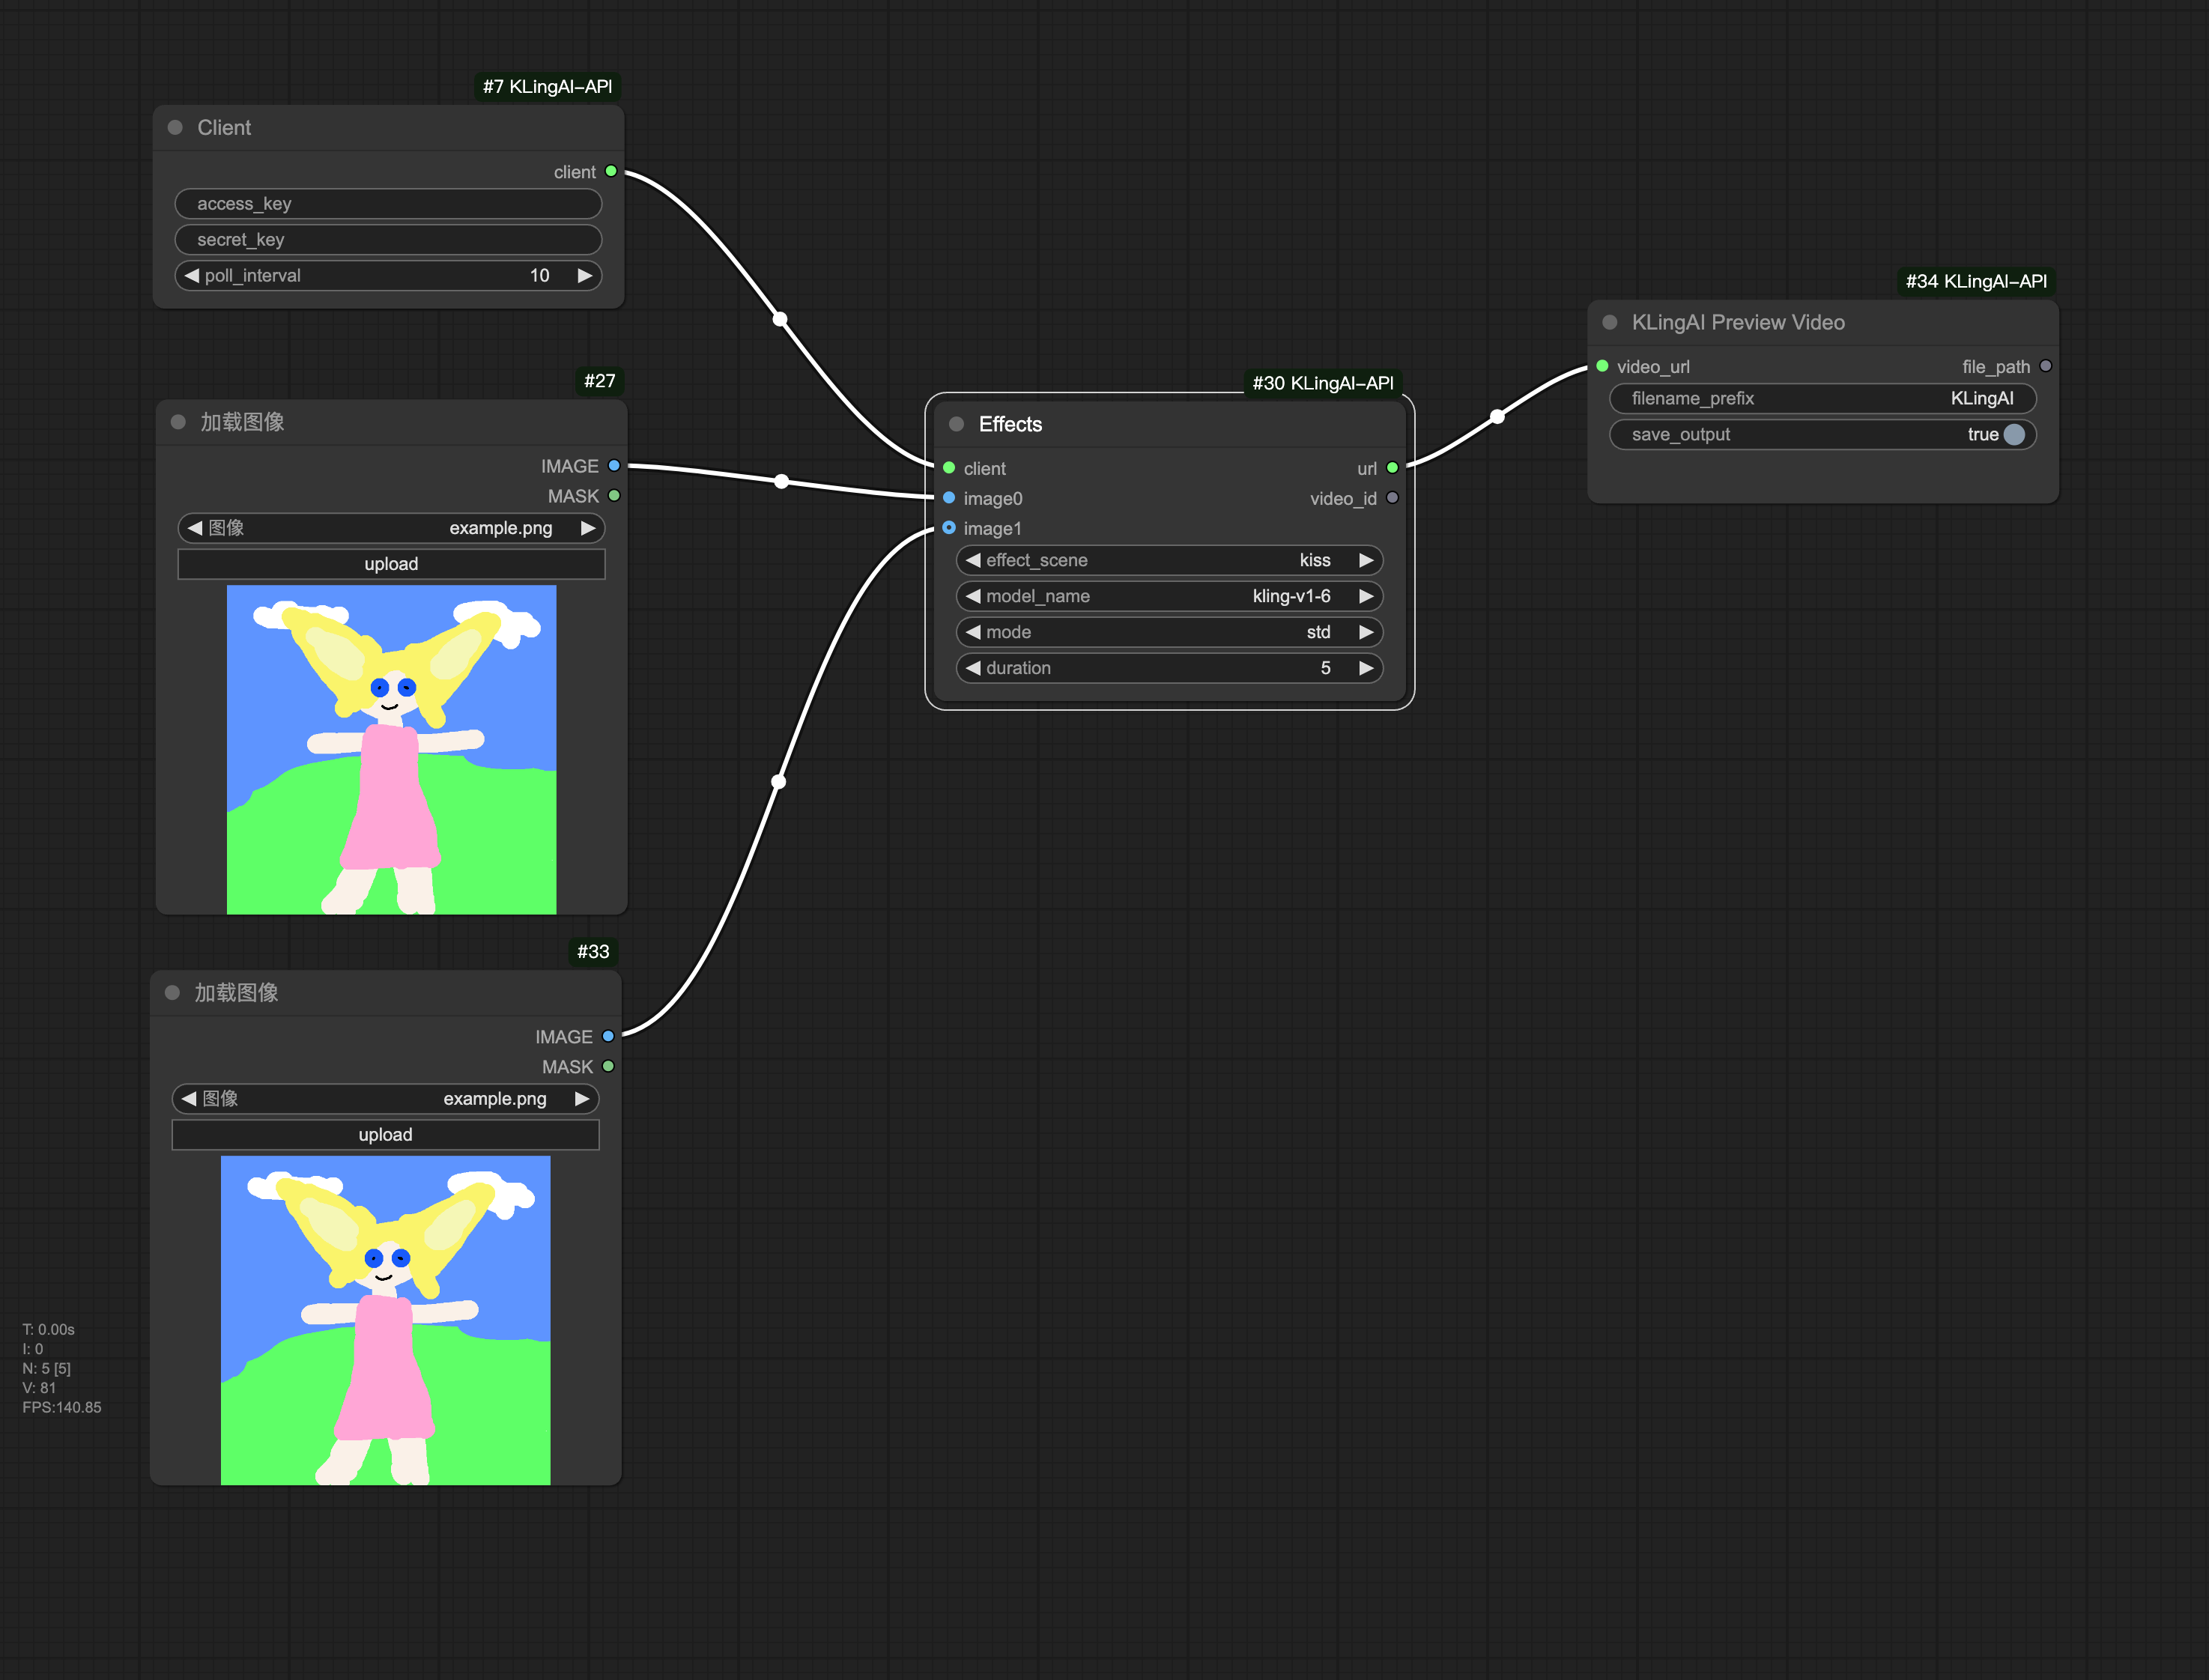 #7 KLingAI-API
Client
client
access_key
secret_key
poll_interval 10
#27
加载图像
IMAGE
MASK
图像 example.png
upload
#33
加载图像
IMAGE
MASK
图像 example.png
upload
#30 KLingAI-API
Effects
client url
image0 video_id
image1
effect_scene kiss
model_name kling-v1-6
mode std
duration 5
#34 KLingAI-API
KLingAI Preview Video
video_url file_path
filename_prefix KLingAI
save_output true
T: 0.00s
I: 0
N: 5 [5]
V: 81
FPS:140.85